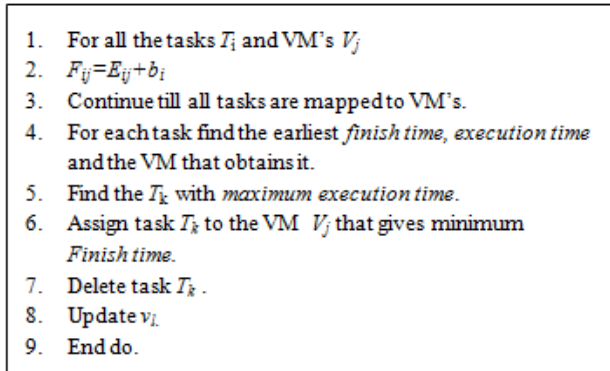 1. For all the tasks Ti and VM's Vj
2. Fij=Eij+bi
3. Continue till all tasks are mapped to VM's.
4. For each task find the earliest finish time, execution time
and the VM that obtains it.
5. Find the Tk with maximum execution time.
6. Assign task Tk to the VM Vj that gives minimum
Finish time.
7. Delete task Tk .
8. Update vl.
9. End do.